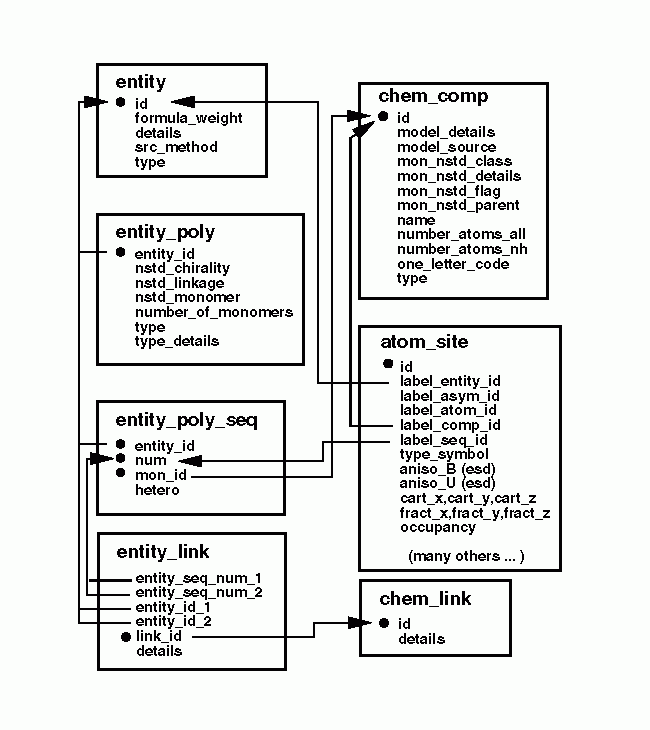 entity
id
formula_weight
details
src_method
type
entity_poly
entity_id
nstd_chirality
nstd_linkage
nstd_monomer
number_of_monomers
type
type_details
entity_poly_seq
entity_id
num
mon_id
hetero
entity_link
entity_seq_num_1
entity_seq_num_2
entity_id_1
entity_id_2
link_id
details
chem_comp
id
model_details
model_source
mon_nstd_class
mon_nstd_details
mon_nstd_flag
mon_nstd_parent
name
number_atoms_all
number_atoms_nh
one_letter_code
type
atom_site
id
label_entity_id
label_asym_id
label_atom_id
label_comp_id
label_seq_id
type_symbol
aniso_B (esd)
aniso_U (esd)
cart_x,cart_y,cart_z
fract_x,fract_y,fract_z
occupancy
(many others ... )
chem_link
id
details